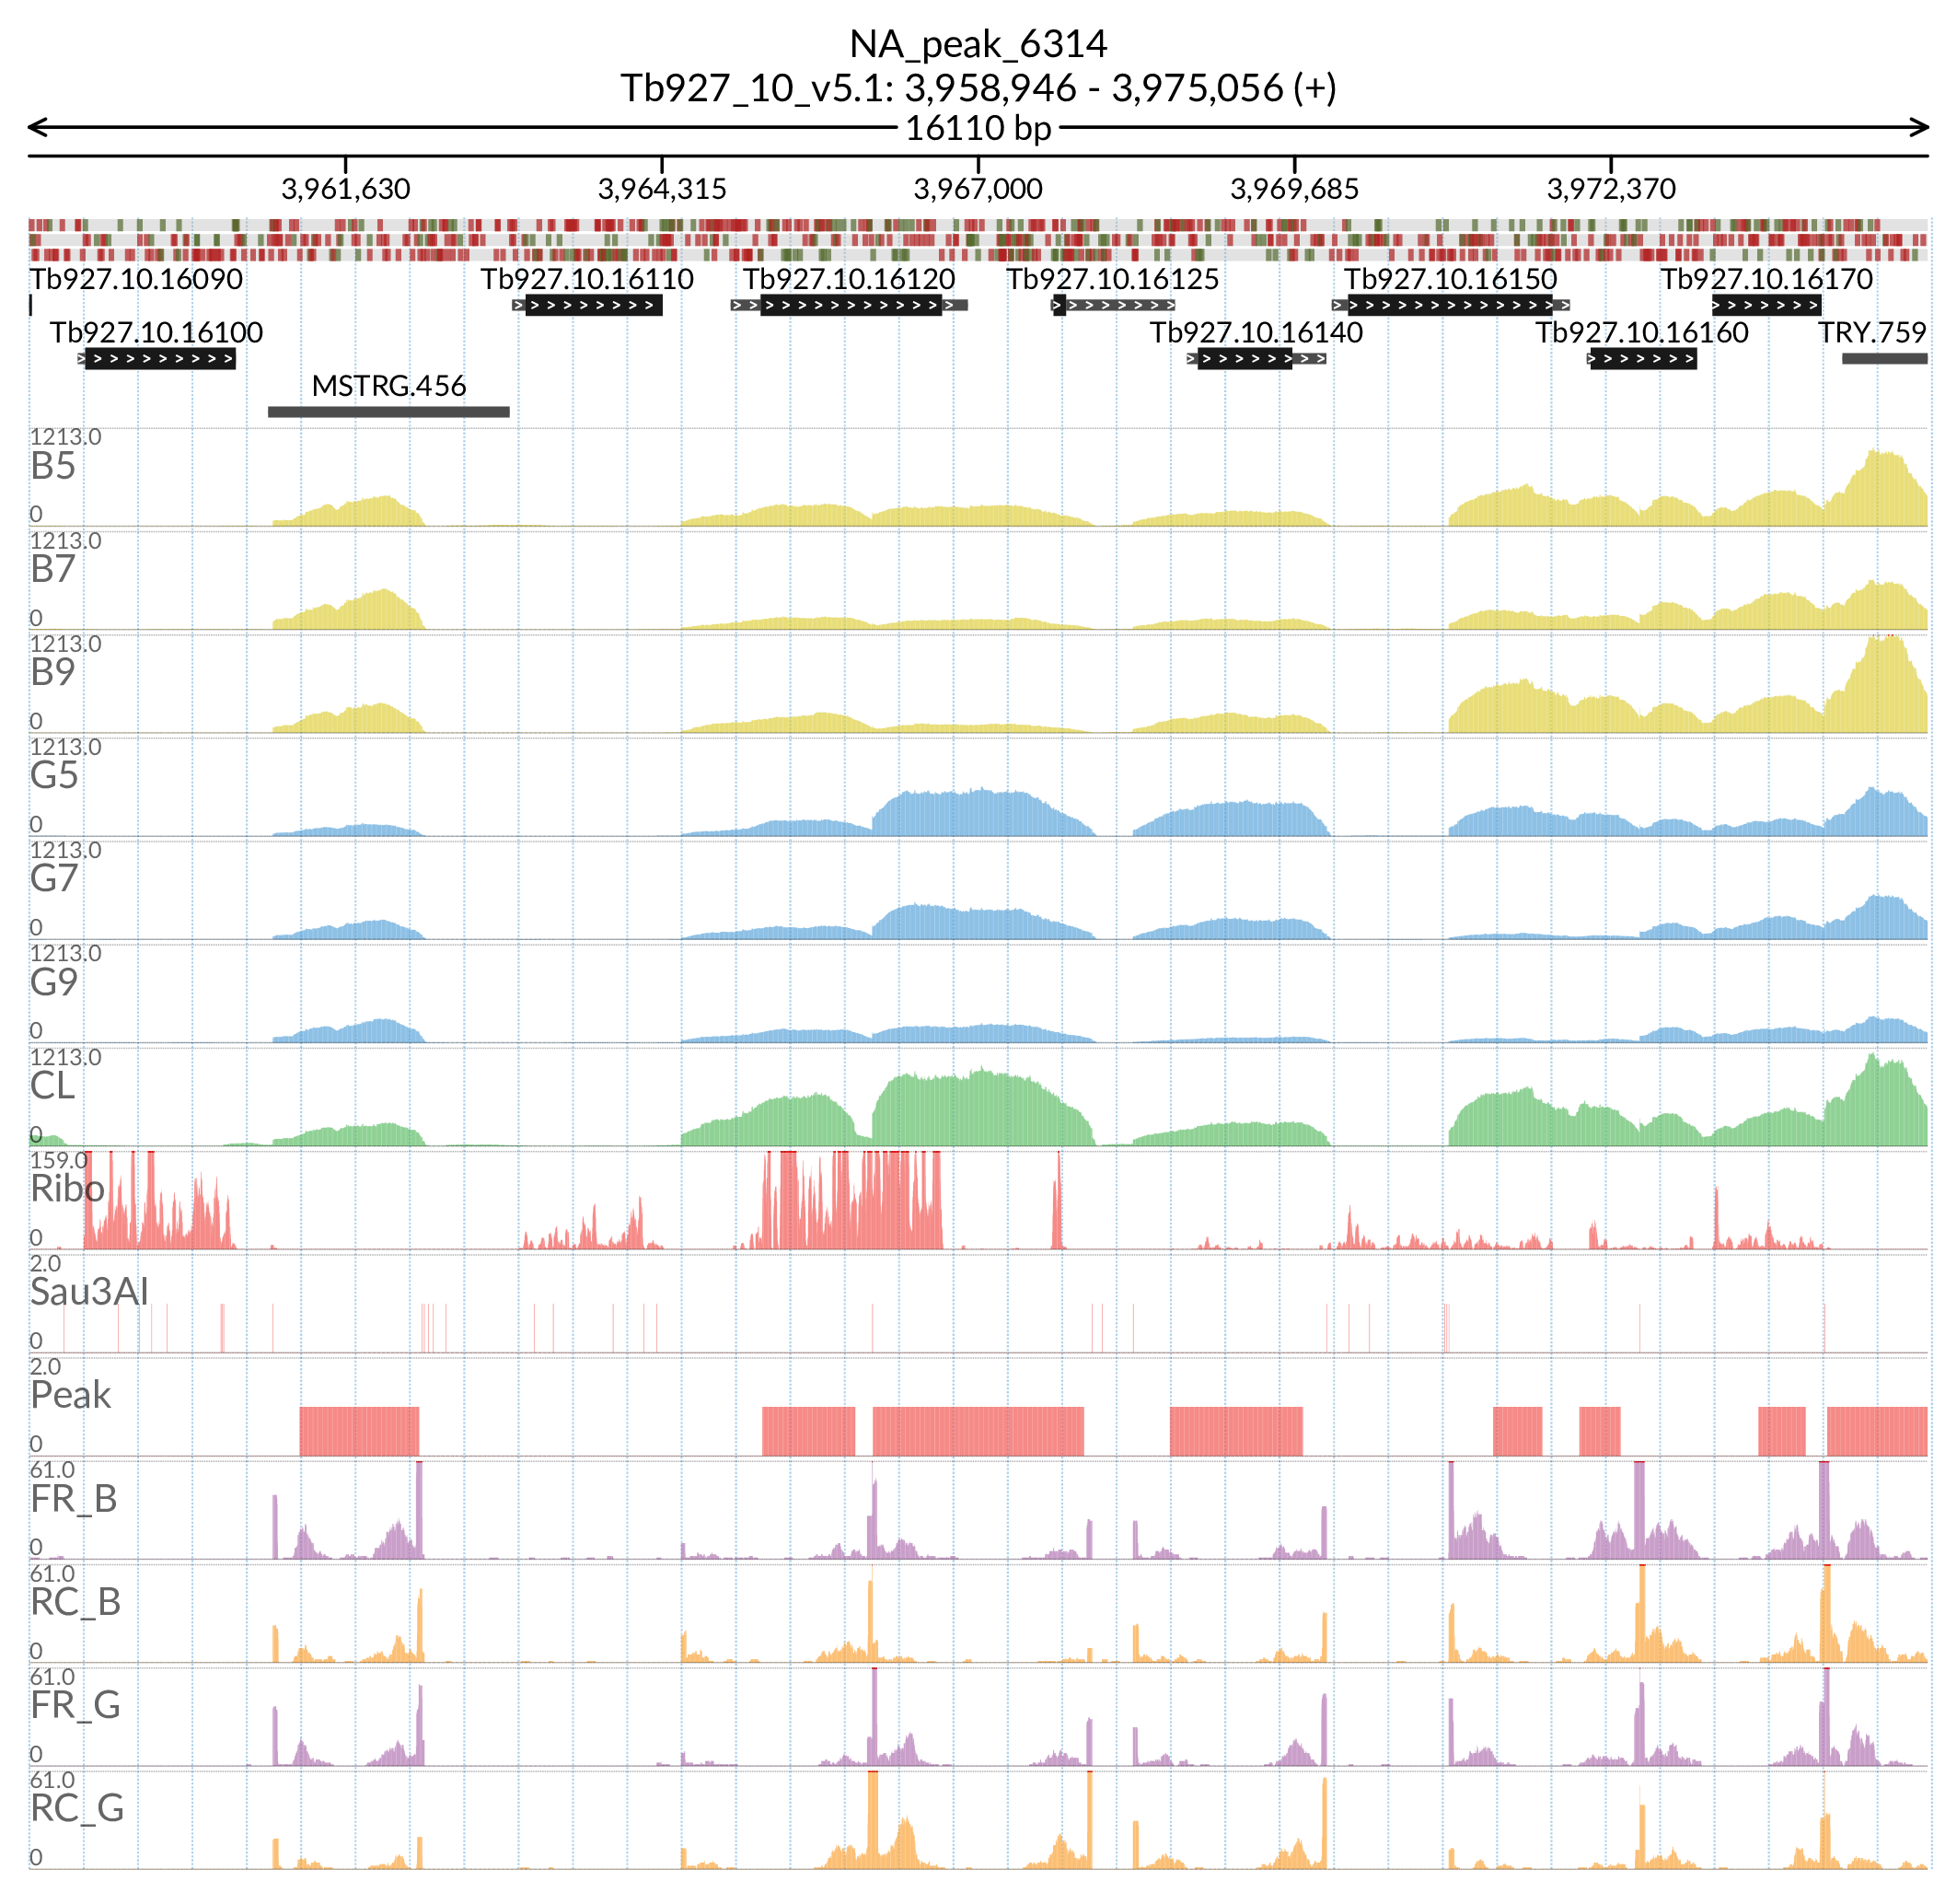 NA_peak_6314
Tb927_10_v5.1: 3,958,946 - 3,975,056 (+)
16110 bp
3,961,630 3,964,315 3,967,000 3,969,685 3,972,370
Tb927.10.16090 Tb927.10.16110 Tb927.10.16120 Tb927.10.16125 Tb927.10.16150 Tb927.10.16170
Tb927.10.16100 Tb927.10.16140 Tb927.10.16160 TRY.759
MSTRG.456
1213.0
B5
0
1213.0
B7
0
1213.0
B9
0
1213.0
G5
0
1213.0
G7
0
1213.0
G9
0
1213.0
CL
0
159.0
Ribo
0
2.0
Sau3AI
0
2.0
Peak
0
61.0
FR_B
0
61.0
RC_B
0
61.0
FR_G
0
61.0
RC_G
0